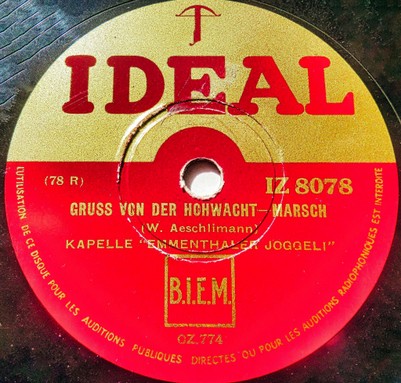 IDEAL
(78 R)
IZ 8078
GRUSS VON DER HOHWACHT-MARSCH
(W. Aeschlimann)
KAPELLE "EMMENTHALER JOGGELI"
B.I.E.M.
OZ.774
L'UTILISATION DE CE DISQUE POUR LES AUDITIONS PUBLIQUES DIRECTES OU POUR LES AUDITIONS RADIOPHONIQUES EST INTERDITE